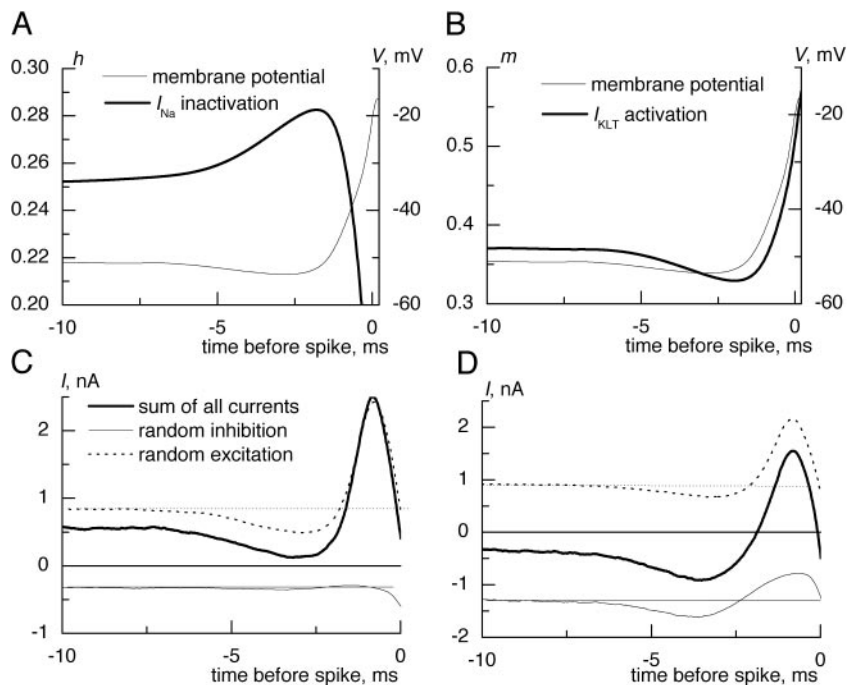 A
h
V, mV
0.30
0.28
0.26
0.24
0.22
0.20
membrane potential
I Na inactivation
-20
-40
-60
-10
-5
0
time before spike, ms
B
m
V, mV
0.6
0.5
0.4
0.3
membrane potential
I KLT activation
-20
-40
-60
-10
-5
0
time before spike, ms
C
I, nA
2
1
0
-1
sum of all currents
random inhibition
random excitation
-10
-5
0
time before spike, ms
D
I, nA
2
1
0
-1
-2
-10
-5
0
time before spike, ms